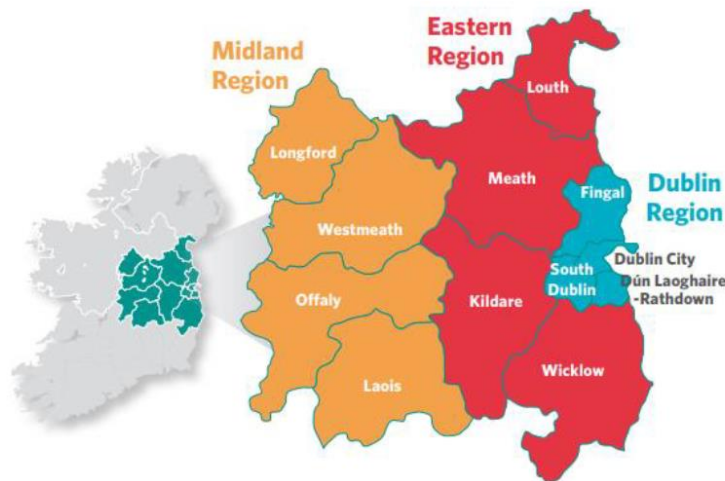 Midland
Region
Eastern
Region
Louth
Longford
Meath
Fingal
Dublin
Region
Westmeath
Dublin City
South
Dublin
Dún Laoghaire
-Rathdown
Offaly
Kildare
Laois
Wicklow